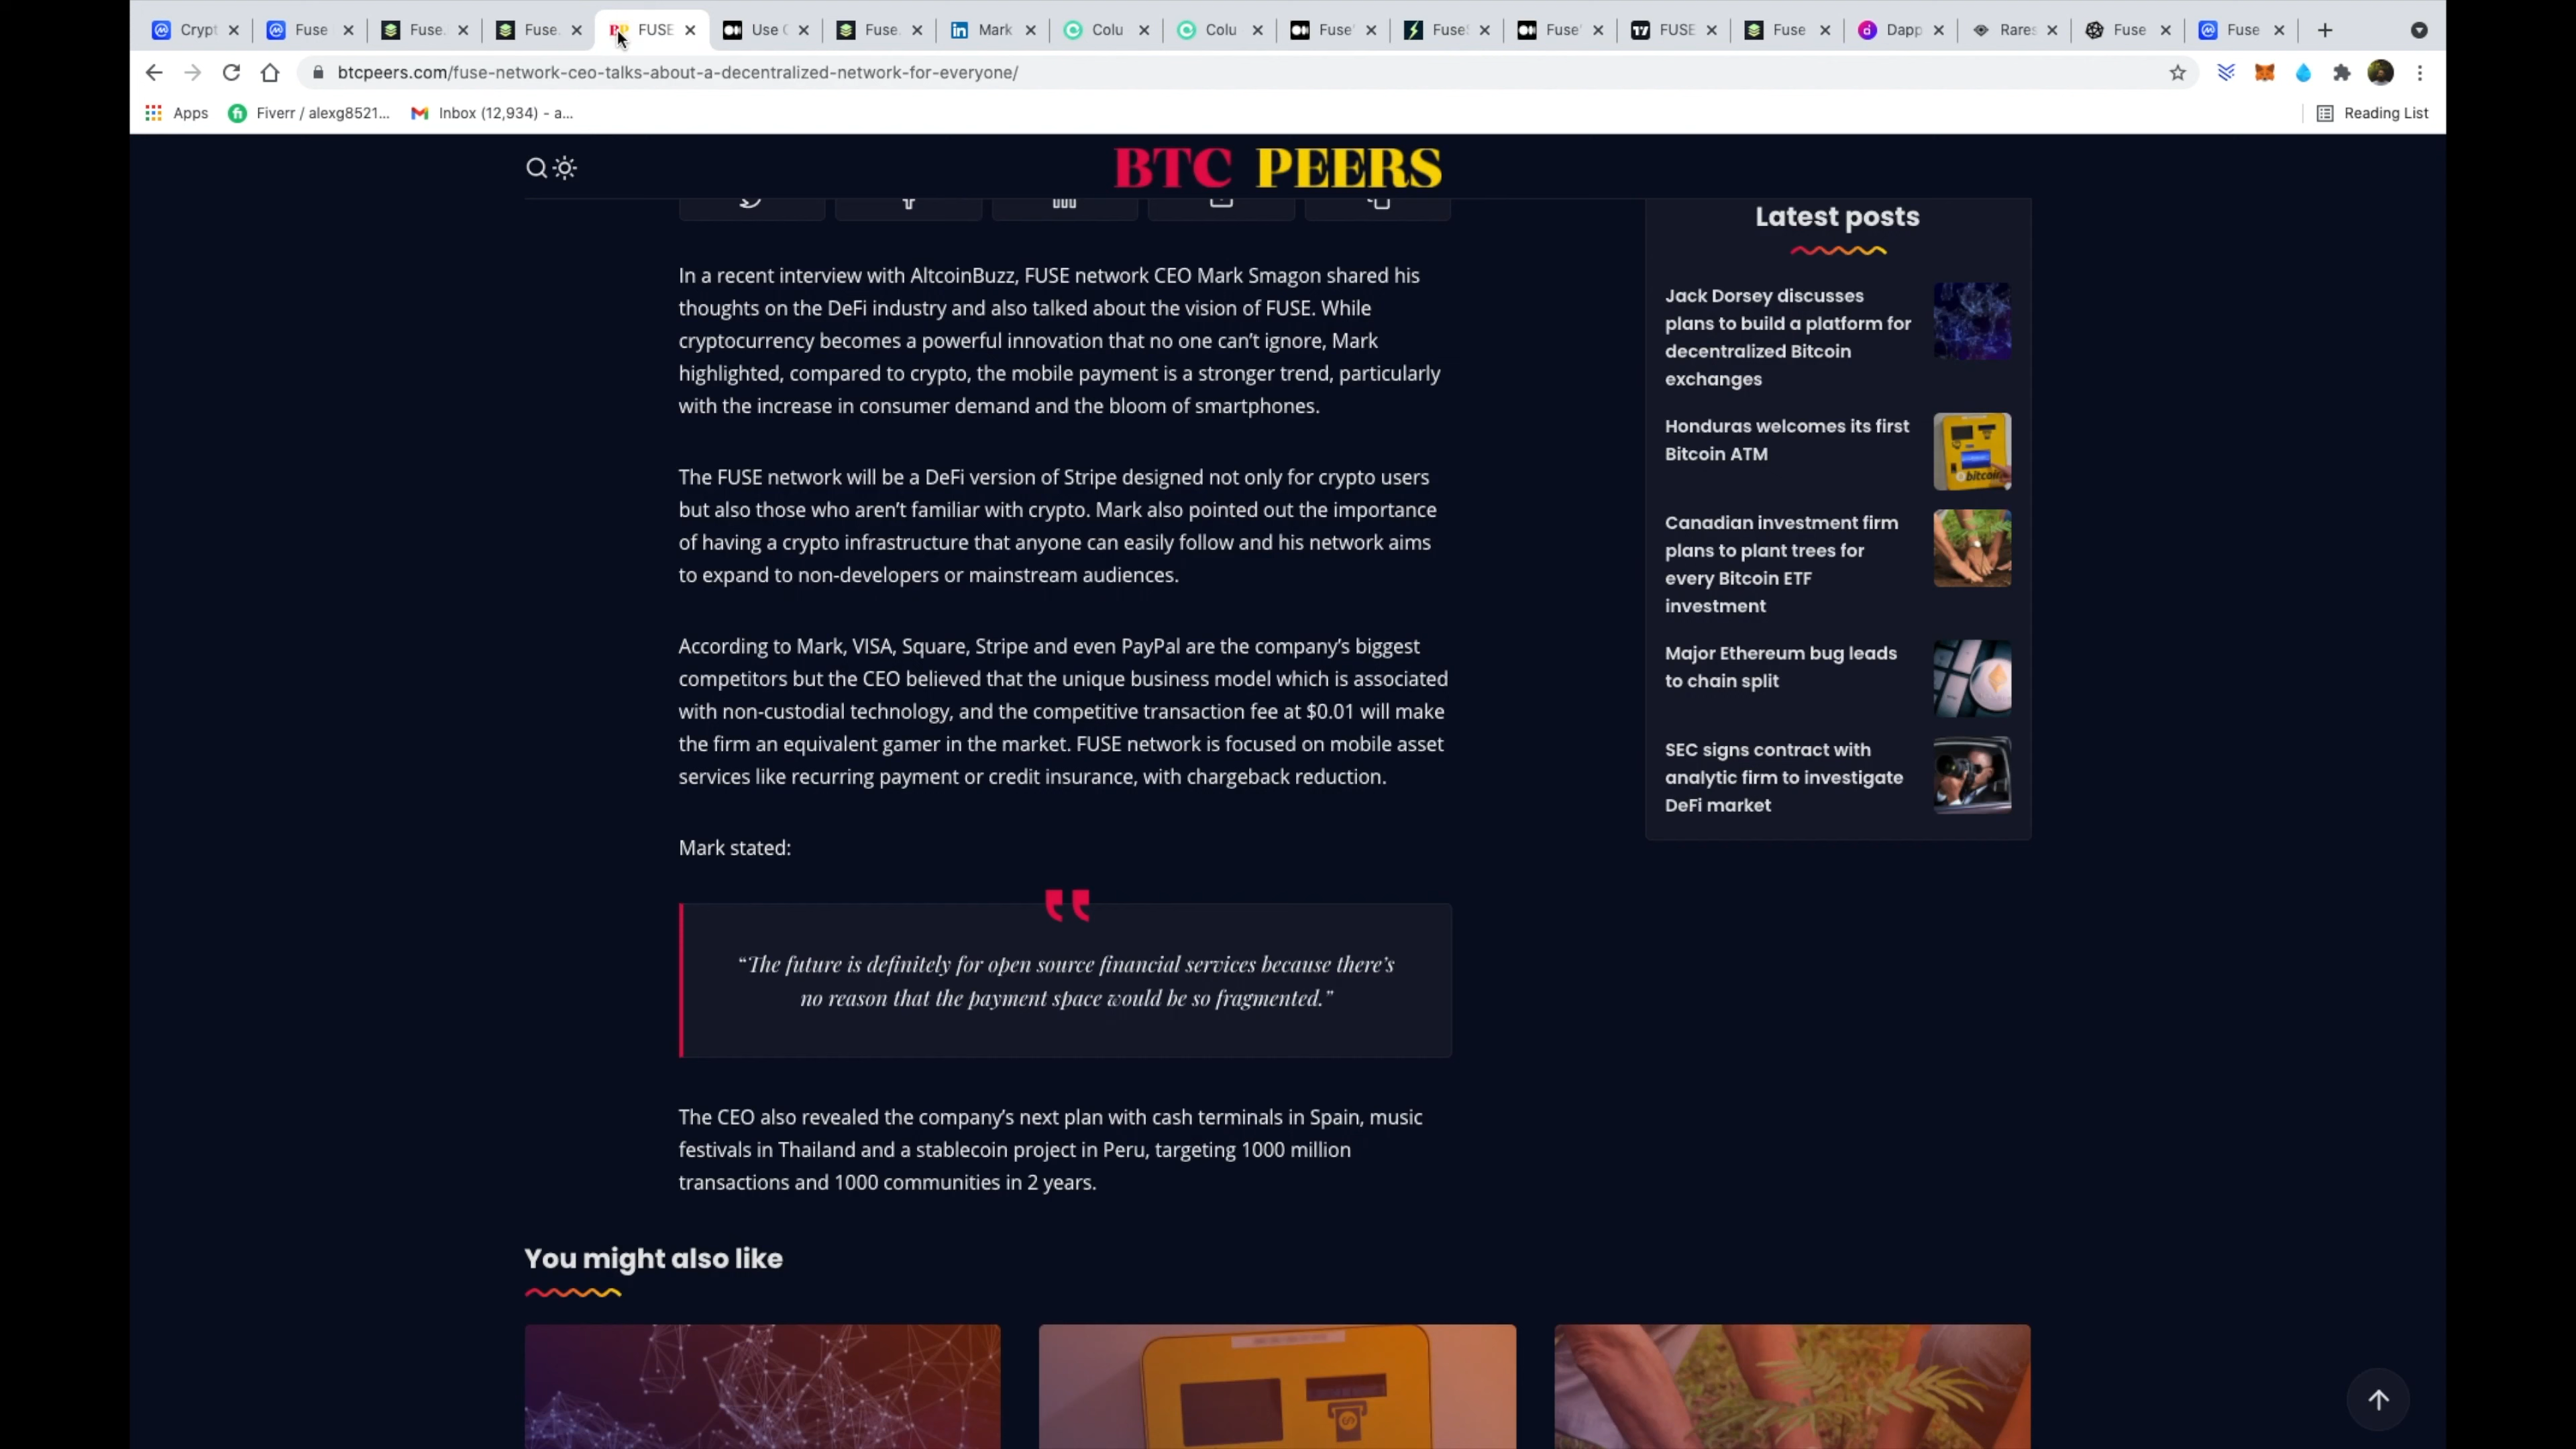 Crypt
Fuse
Fuse.
Fuse.
FUSE
Use C
Fuse.
Mark
Colu
Colu
Fuse'
FuseS
Fuse'
FUSE
Fuse
Dapp
Rares
Fuse
Fuse
btcpeers.com/fuse-network-ceo-talks-about-a-decentralized-network-for-everyone/
Apps
Fiverr / alexg8521...
Inbox (12,934) - a...
Reading List
BTC PEERS
In a recent interview with AltcoinBuzz, FUSE network CEO Mark Smagon shared his
thoughts on the DeFi industry and also talked about the vision of FUSE. While
cryptocurrency becomes a powerful innovation that no one can't ignore, Mark
highlighted, compared to crypto, the mobile payment is a stronger trend, particularly
with the increase in consumer demand and the bloom of smartphones.
The FUSE network will be a DeFi version of Stripe designed not only for crypto users
but also those who aren't familiar with crypto. Mark also pointed out the importance
of having a crypto infrastructure that anyone can easily follow and his network aims
to expand to non-developers or mainstream audiences.
According to Mark, VISA, Square, Stripe and even PayPal are the company's biggest
competitors but the CEO believed that the unique business model which is associated
with non-custodial technology, and the competitive transaction fee at $0.01 will make
the firm an equivalent gamer in the market. FUSE network is focused on mobile asset
services like recurring payment or credit insurance, with chargeback reduction.
Mark stated:
“The future is definitely for open source financial services because there's
no reason that the payment space would be so fragmented.”
The CEO also revealed the company's next plan with cash terminals in Spain, music
festivals in Thailand and a stablecoin project in Peru, targeting 1000 million
transactions and 1000 communities in 2 years.
You might also like
Latest posts
Jack Dorsey discusses
plans to build a platform for
decentralized Bitcoin
exchanges
Honduras welcomes its first
Bitcoin ATM
bitcoin
Canadian investment firm
plans to plant trees for
every Bitcoin ETF
investment
Major Ethereum bug leads
to chain split
SEC signs contract with
analytic firm to investigate
DeFi market